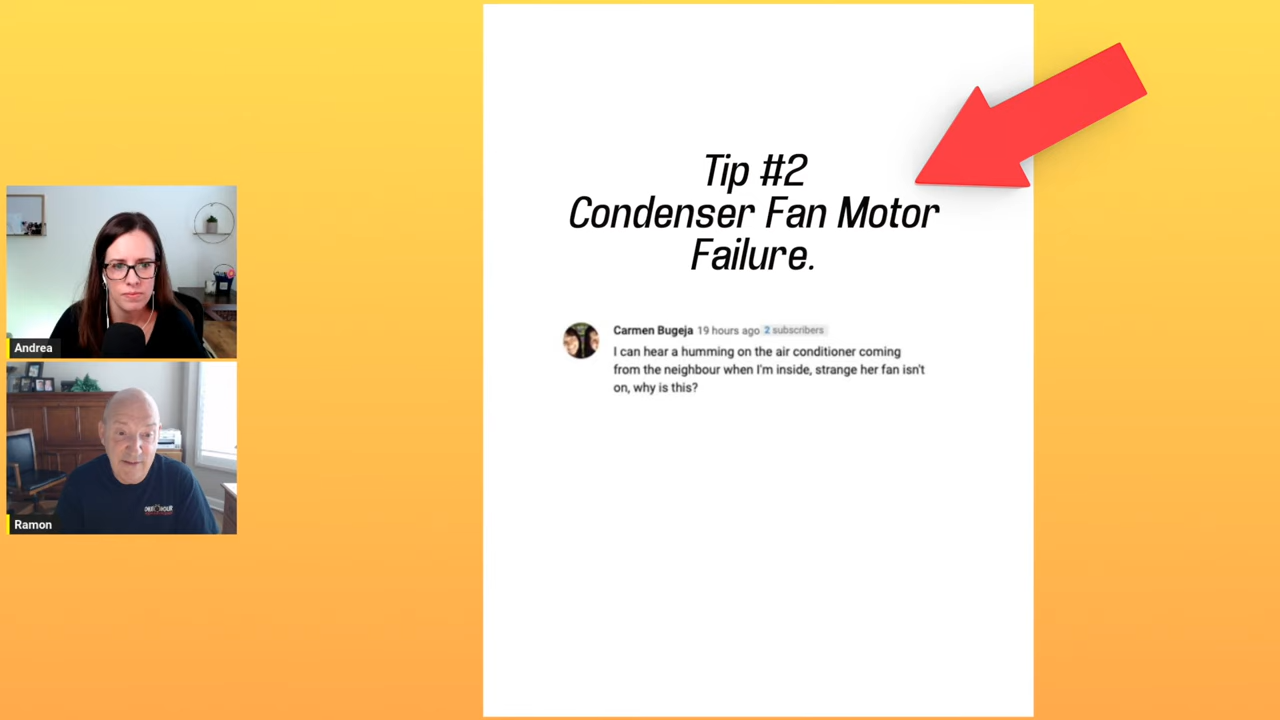 Tip #2
Condenser Fan Motor
Failure.
Carmen Bugeja 19 hours ago 2 subscribers
I can hear a humming on the air conditioner coming
from the neighbour when I'm inside, strange her fan isn't
on, why is this?
Andrea
Ramon